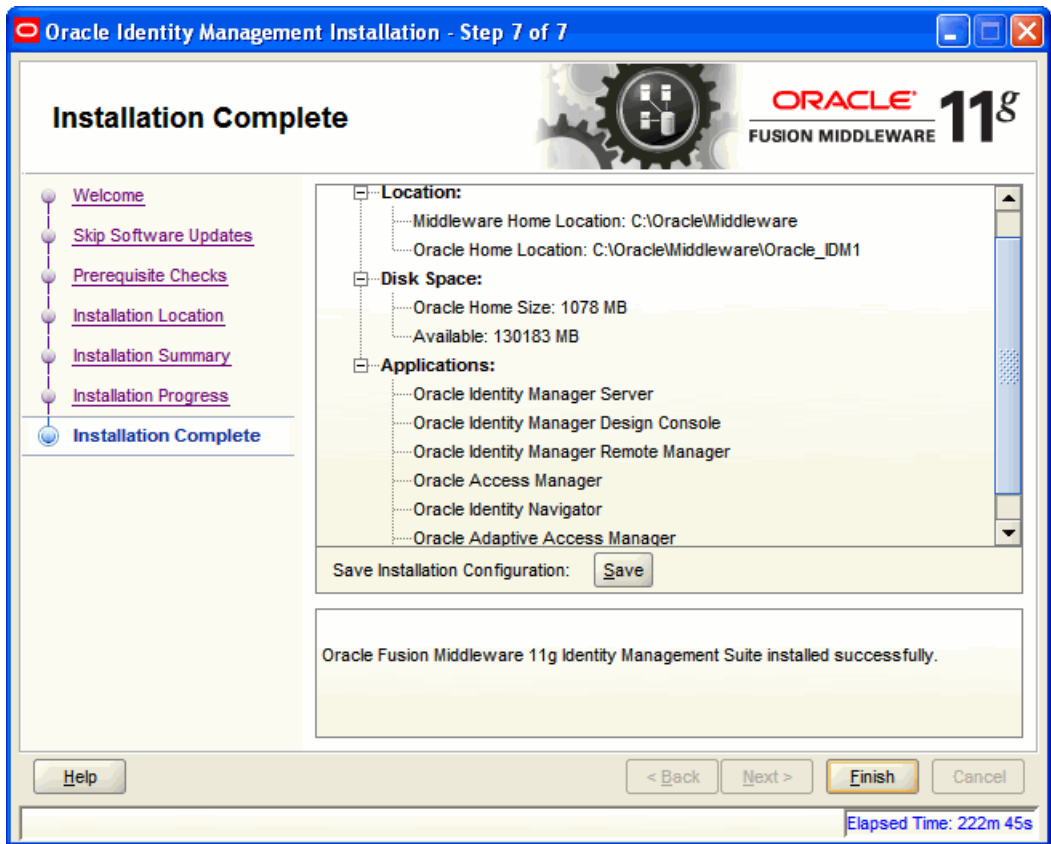 Oracle Identity Management Installation - Step 7 of 7
Installation Complete
ORACLE
FUSION MIDDLEWARE
11g
Welcome
Skip Software Updates
Prerequisite Checks
Installation Location
Installation Summary
Installation Progress
Installation Complete
Location:
Middleware Home Location: C:\Oracle\Middleware
Oracle Home Location: C:\Oracle\Middleware\Oracle_IDM1
Disk Space:
Oracle Home Size: 1078 MB
Available: 130183 MB
Applications:
Oracle Identity Manager Server
Oracle Identity Manager Design Console
Oracle Identity Manager Remote Manager
Oracle Access Manager
Oracle Identity Navigator
Oracle Adaptive Access Manager
Save Installation Configuration: Save
Oracle Fusion Middleware 11g Identity Management Suite installed successfully.
Help < Back Next > Finish Cancel
Elapsed Time: 222m 45s